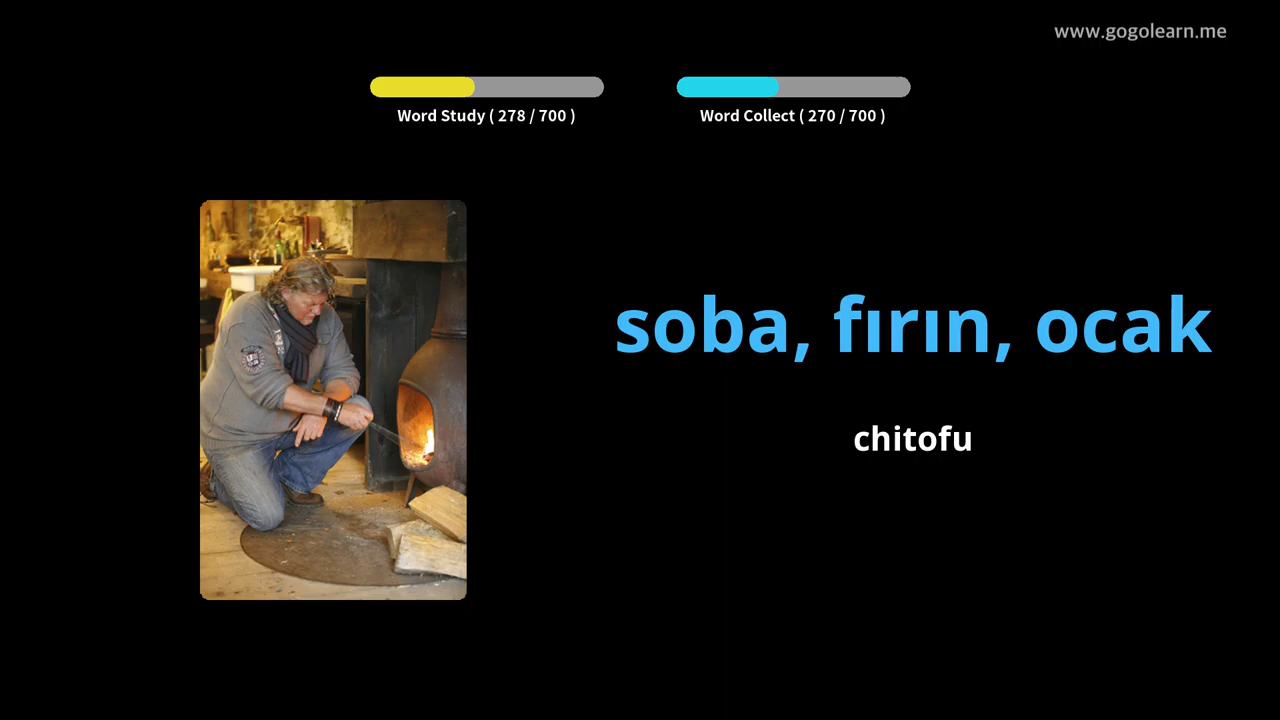 www.gogolearn.me
Word Study ( 278 / 700 )
Word Collect ( 270 / 700 )
soba, fırın, ocak
chitofu